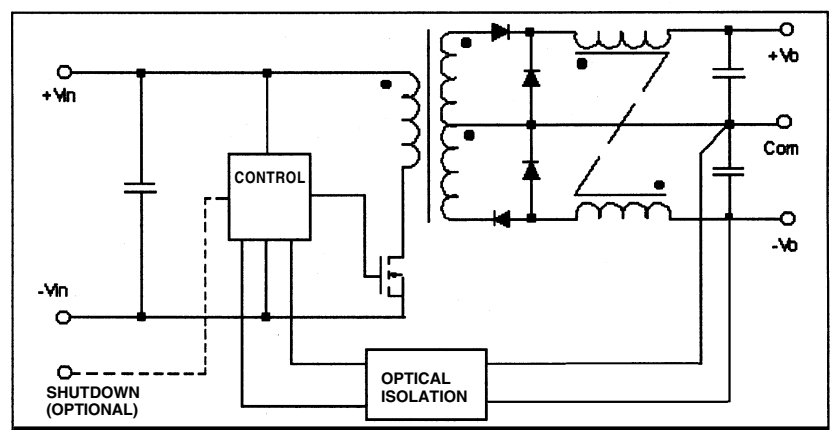 +Vo
+Vin
Com
CONTROL
-Vo
-Vin
OPTICAL
ISOLATION
SHUTDOWN
(OPTIONAL)